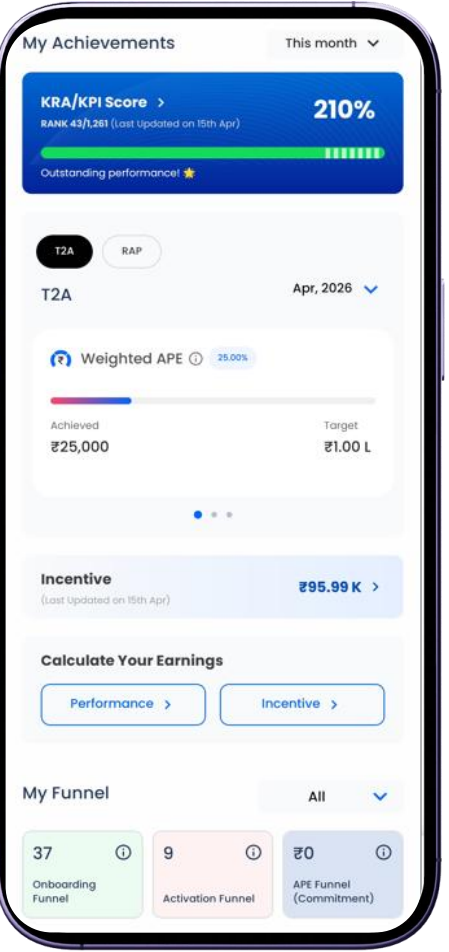 My Achievements
This month
KRA/KPI Score >
210%
RANK 43/1,261 (Last Updated on 15th Apr)
Outstanding performance! 🌟
T2A
RAP
T2A
Apr, 2026
Weighted APE
25.00%
Achieved
Target
₹25,000
₹1.00 L
Incentive
(Last Updated on 15th Apr)
₹95.99 K >
Calculate Your Earnings
Performance >
Incentive >
My Funnel
All
37
Onboarding
Funnel
9
Activation Funnel
₹0
APE Funnel
(Commitment)